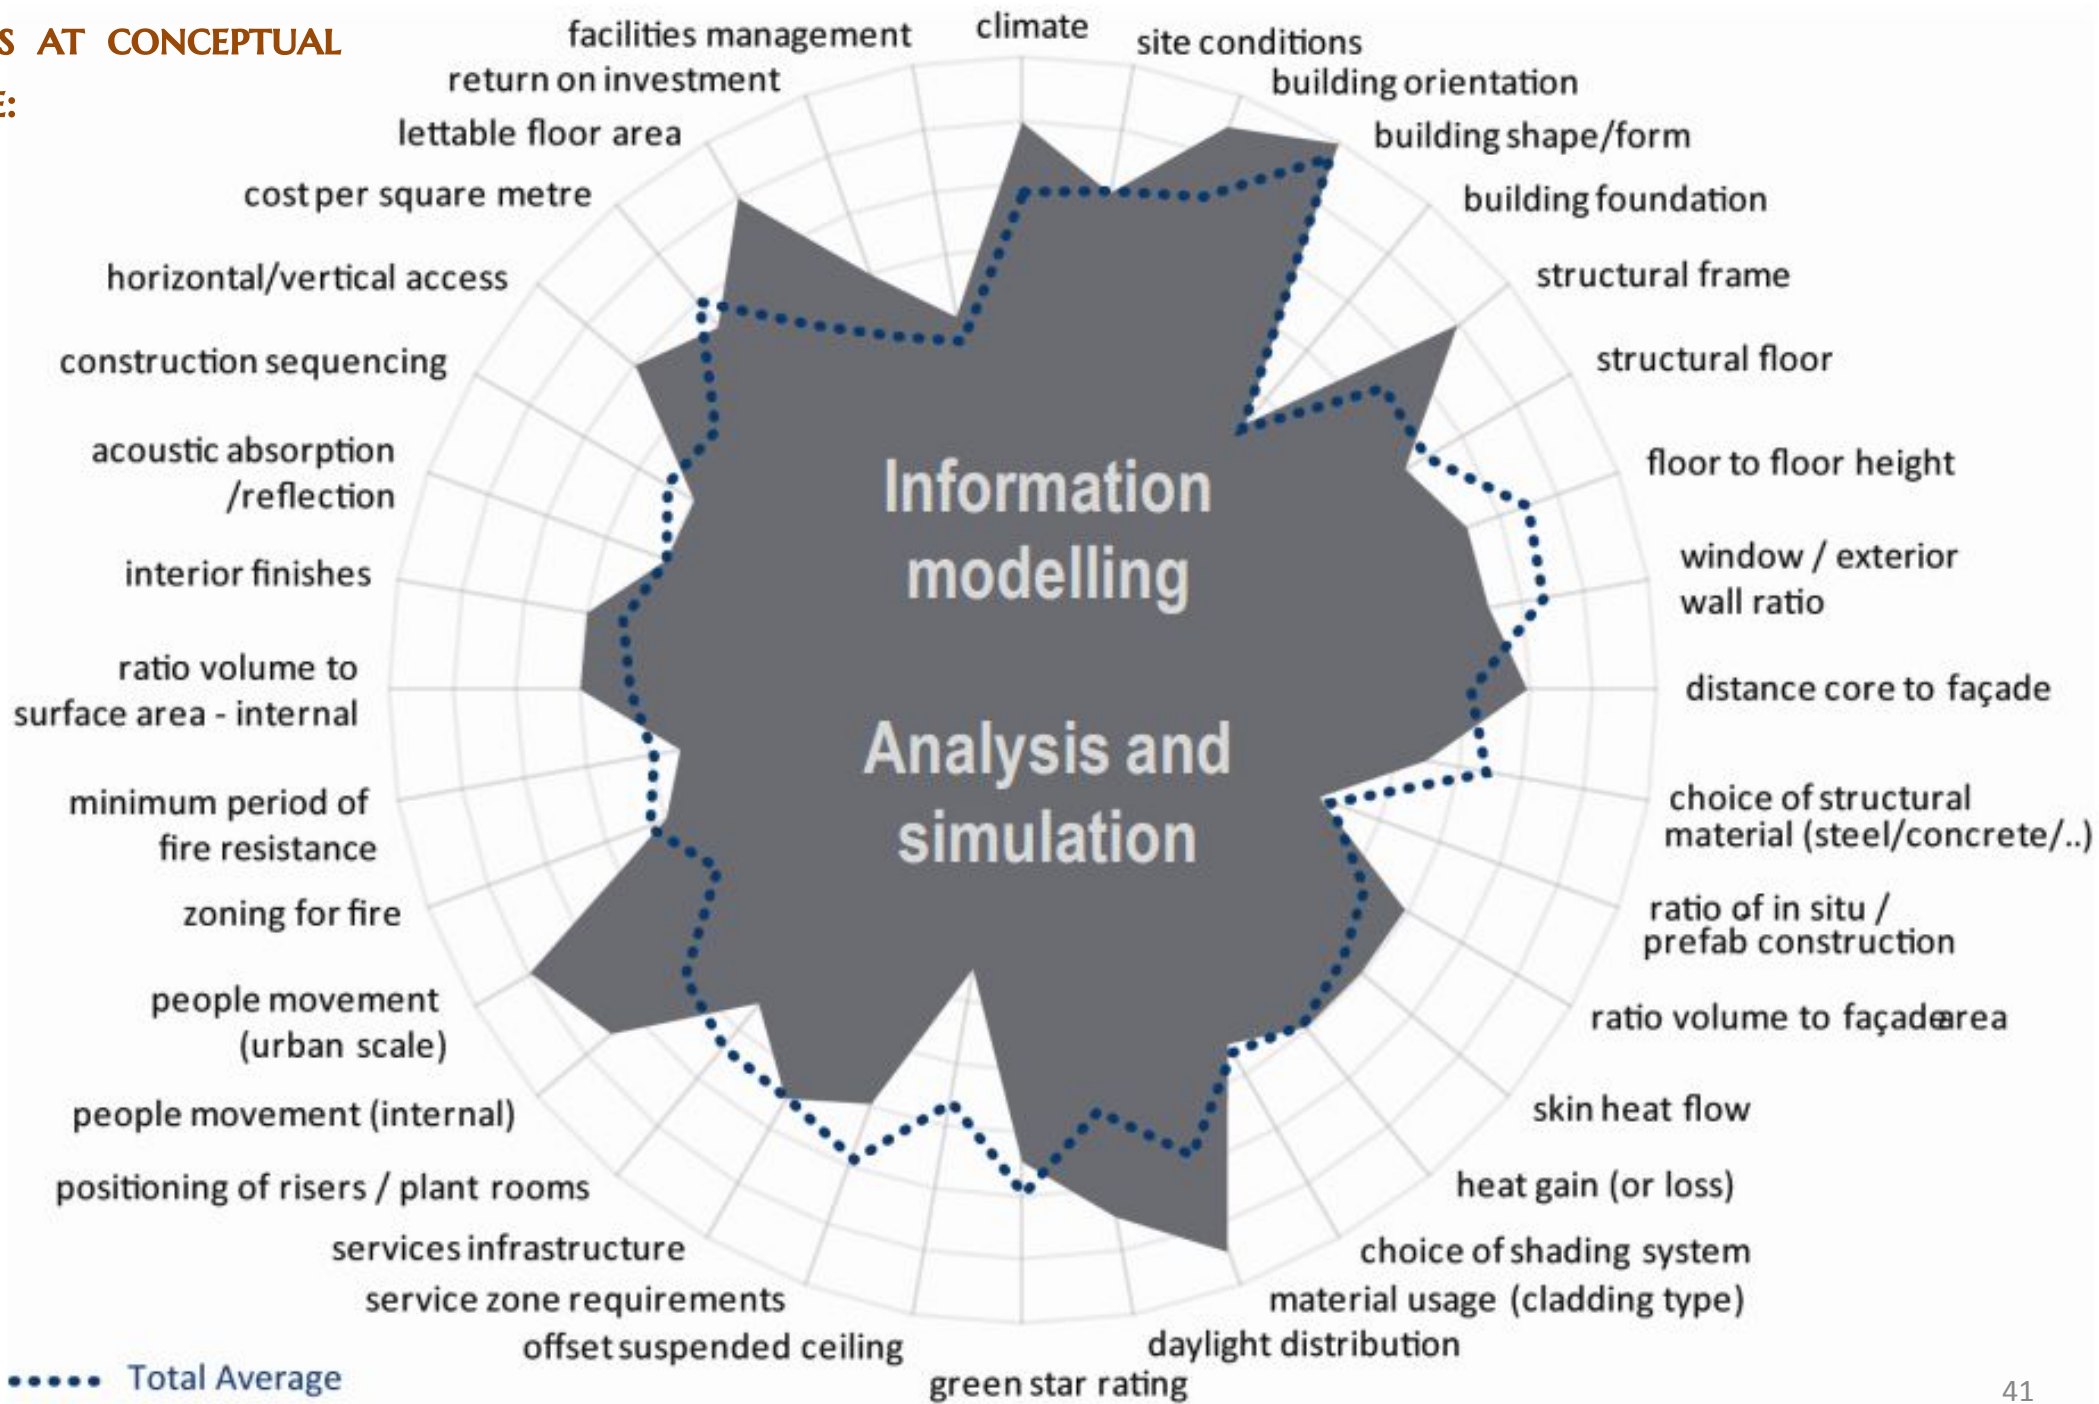 S AT CONCEPTUAL
E:
climate
site conditions
building orientation
building shape/form
building foundation
structural frame
structural floor
floor to floor height
window / exterior
wall ratio
distance core to façade
choice of structural
material (steel/concrete/..)
ratio of in situ /
prefab construction
ratio volume to façade area
skin heat flow
heat gain (or loss)
choice of shading system
material usage (cladding type)
daylight distribution
green star rating
offset suspended ceiling
service zone requirements
services infrastructure
positioning of risers / plant rooms
people movement (internal)
people movement
(urban scale)
zoning for fire
minimum period of
fire resistance
ratio volume to
surface area - internal
interior finishes
acoustic absorption
/reflection
construction sequencing
horizontal/vertical access
cost per square metre
lettable floor area
return on investment
facilities management
Information
modelling
Analysis and
simulation
Total Average
41